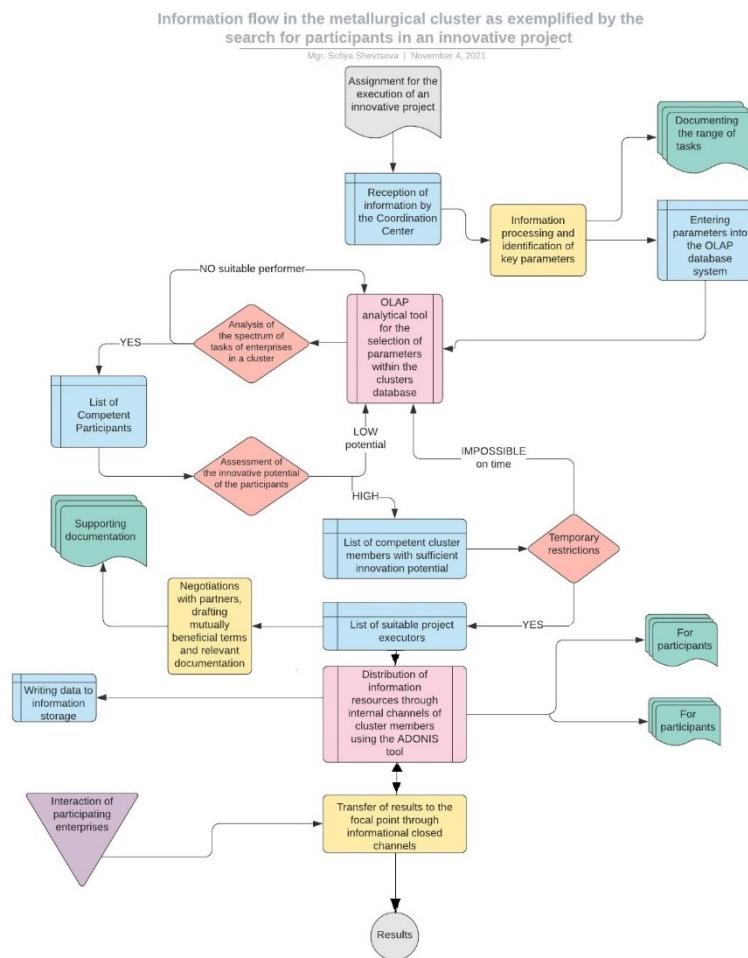 Information flow in the metallurgical cluster as exemplified by the
search for participants in an innovative project
Mgr. Sofiya Shevtsova | November 4, 2021
Assignment for the
execution of an
innovative project
Documenting
the range of
tasks
Reception of
information by
the Coordination
Center
Information
processing and
identification of
key parameters
Entering
parameters into
the OLAP
database
system
NO suitable performer
OLAP
analytical tool
for the
selection of
parameters
within the
clusters
database
Analysis of
the spectrum of
tasks of enterprises
in a cluster
YES
List of
Competent
Participants
LOW
potential
IMPOSSIBLE
on time
Assessment of
the innovative potential
of the participants
HIGH
Supporting
documentation
List of competent cluster
members with sufficient
innovation potential
Temporary
restrictions
Negotiations
with partners,
drafting
mutually
beneficial terms
and relevant
documentation
List of suitable project
executors
YES
For
participants
Writing data to
information
storage
Distribution of
information
resources through
internal channels of
cluster members
using the ADONIS
tool
For
participants
Interaction of
participating
enterprises
Transfer of results to the
focal point through
informational closed
channels
Results